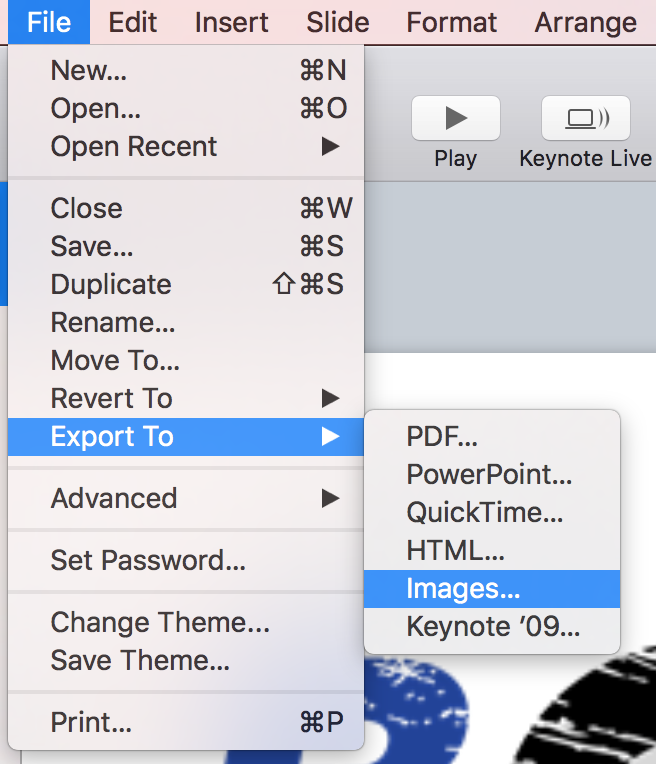 File Edit Insert Slide Format Arrange
New... ⌘N
Open... ⌘O
Open Recent ▶
Play Keynote Live
Close ⌘W
Save... ⌘S
Duplicate ⇧⌘S
Rename...
Move To...
Revert To ▶
Export To ▶
PDF...
PowerPoint...
QuickTime...
HTML...
Images...
Keynote ’09...
Advanced ▶
Set Password...
Change Theme...
Save Theme...
Print... ⌘P